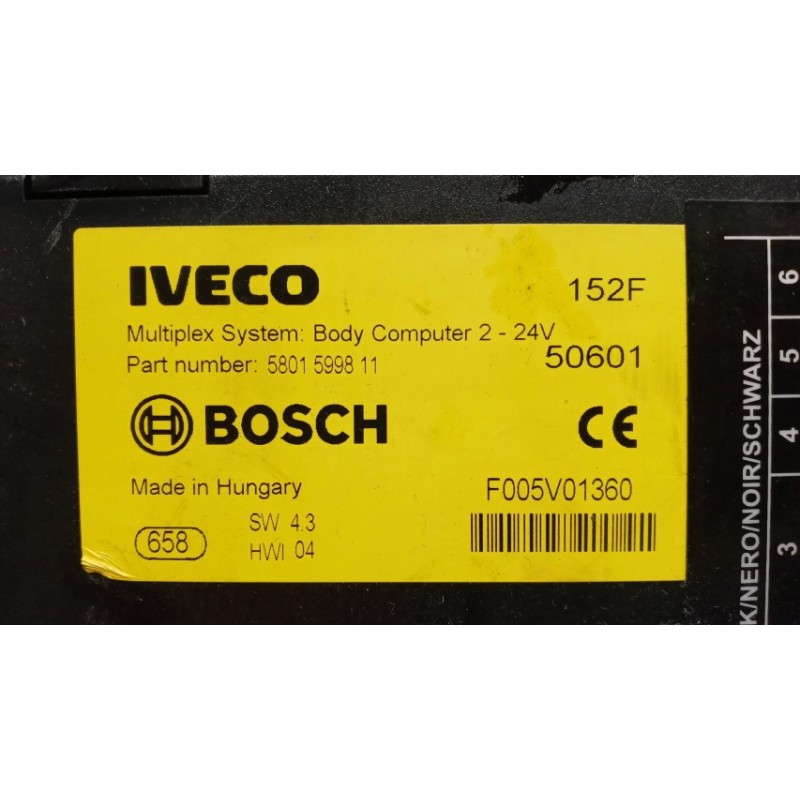 IVECO 152F
Multiplex System: Body Computer 2 - 24V
Part number: 5801 5998 11 50601
BOSCH CE
Made in Hungary F005V01360
658 SW 4.3
HWI 04
K/NERO/NOIR/SCHWARZ
6
5
4
3